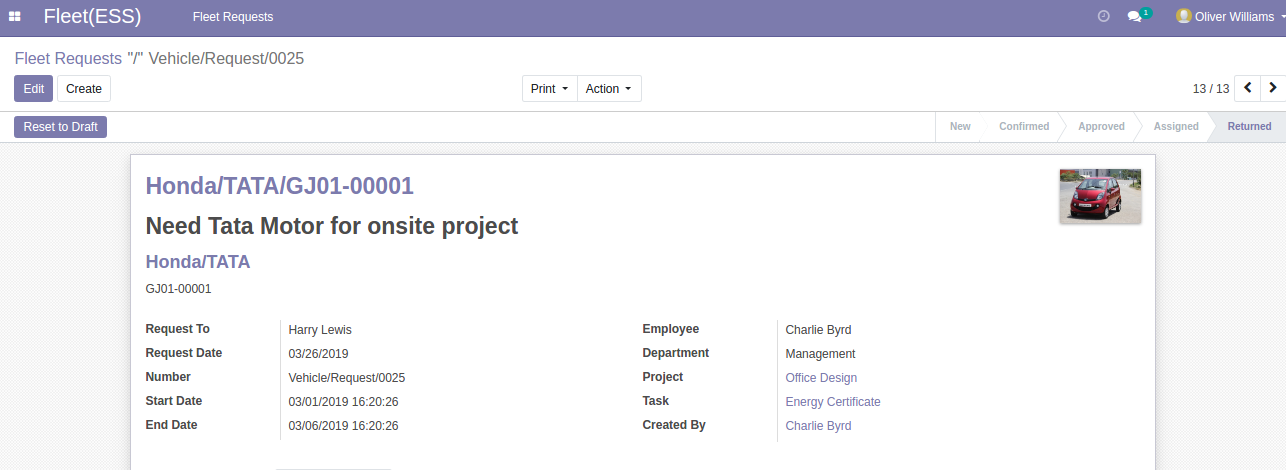 Fleet(ESS) Fleet Requests 1 Oliver Williams
Fleet Requests "/" Vehicle/Request/0025
Edit Create Print Action 13 / 13
Reset to Draft New Confirmed Approved Assigned Returned
Honda/TATA/GJ01-00001
Need Tata Motor for onsite project
Honda/TATA
GJ01-00001
Request To Harry Lewis Employee Charlie Byrd
Request Date 03/26/2019 Department Management
Number Vehicle/Request/0025 Project Office Design
Start Date 03/01/2019 16:20:26 Task Energy Certificate
End Date 03/06/2019 16:20:26 Created By Charlie Byrd